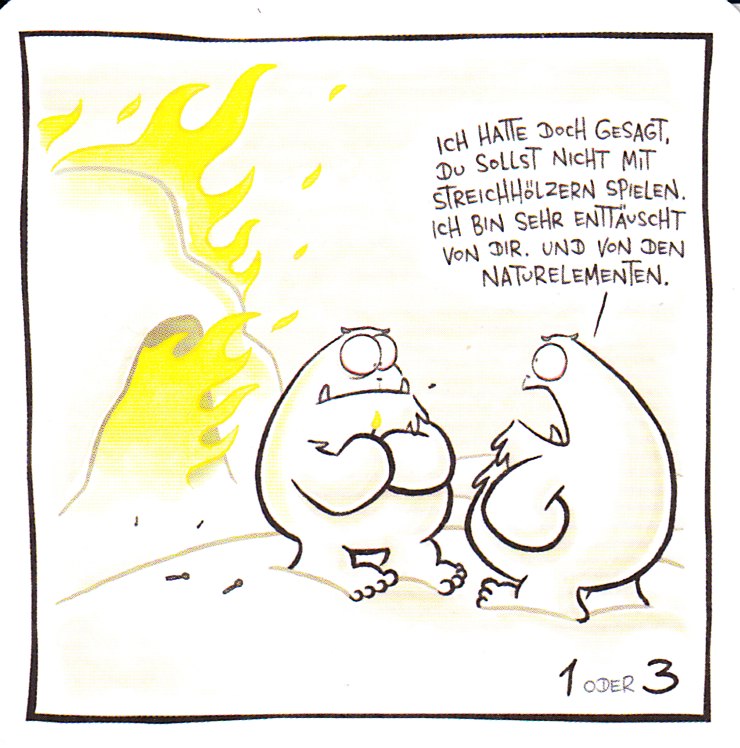 ICH HATTE DOCH GESAGT,
DU SOLLST NICHT MIT
STREICHHÖLZERN SPIELEN.
ICH BIN SEHR ENTTÄUSCHT
VON DIR. UND VON DEN
NATURELEMENTEN.
1 ODER 3